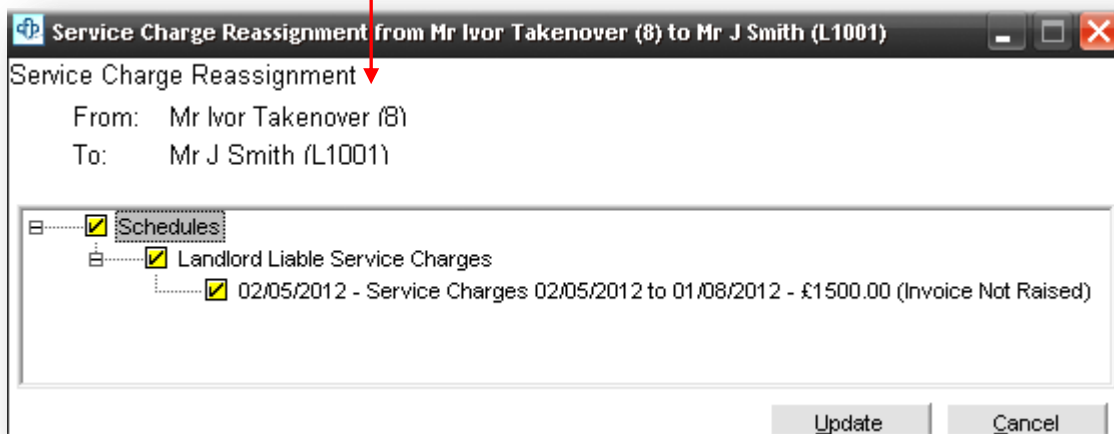 Service Charge Reassignment from Mr Ivor Takenover (8) to Mr J Smith (L1001)
Service Charge Reassignment
From: Mr Ivor Takenover (8)
To: Mr J Smith (L1001)
Schedules
Landlord Liable Service Charges
02/05/2012 - Service Charges 02/05/2012 to 01/08/2012 - £1500.00 (Invoice Not Raised)
Update Cancel